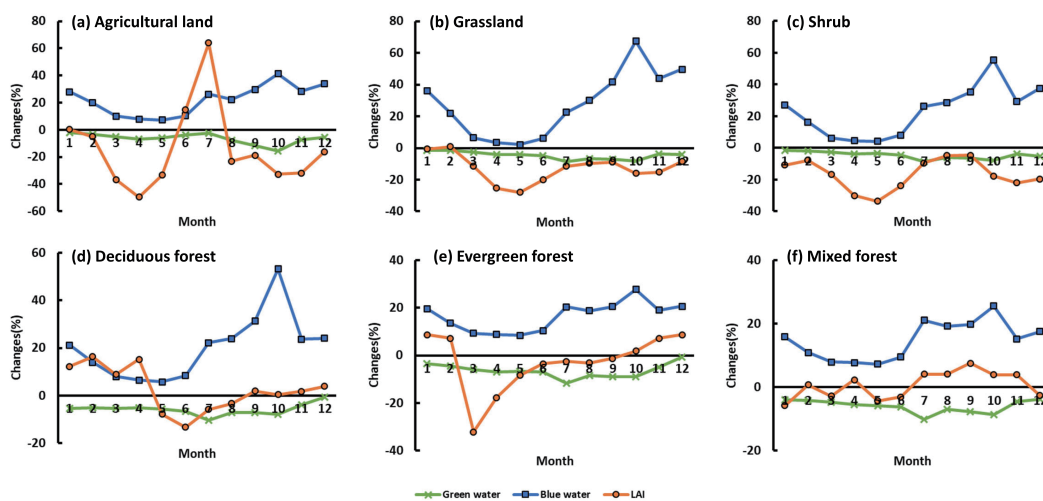 (a) Agricultural land
(b) Grassland
(c) Shrub
80
60
40
20
0
-20
-40
-60
Changes(%)
1 2 3 4 5 6 7 8 9 10 11 12
Month
80
60
40
20
0
-20
-40
Changes(%)
1 2 3 4 5 6 7 8 9 10 11 12
Month
80
60
40
20
0
-20
-40
Changes(%)
1 2 3 4 5 6 7 8 9 10 11 12
Month
(d) Deciduous forest
(e) Evergreen forest
(f) Mixed forest
60
40
20
0
-20
Changes(%)
1 2 3 4 5 6 7 8 9 10 11 12
Month
40
20
0
-20
-40
Changes(%)
1 2 3 4 5 6 7 8 9 10 11 12
Month
40
20
0
-20
Changes(%)
1 2 3 4 5 6 7 8 9 10 11 12
Month
Green water Blue water LAI